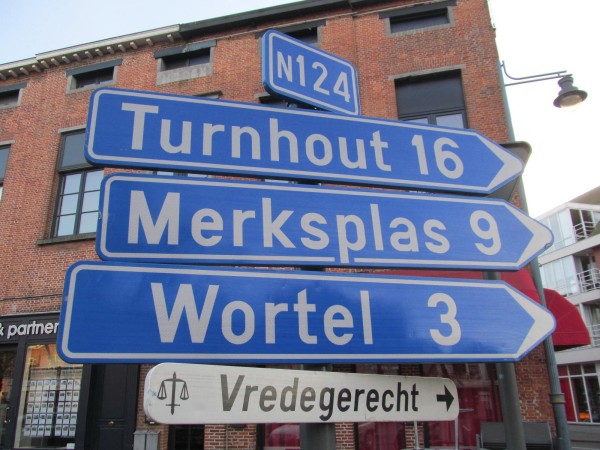 N124
Turnhout 16
Merksplas 9
Wortel 3
Vredegerecht
& partner